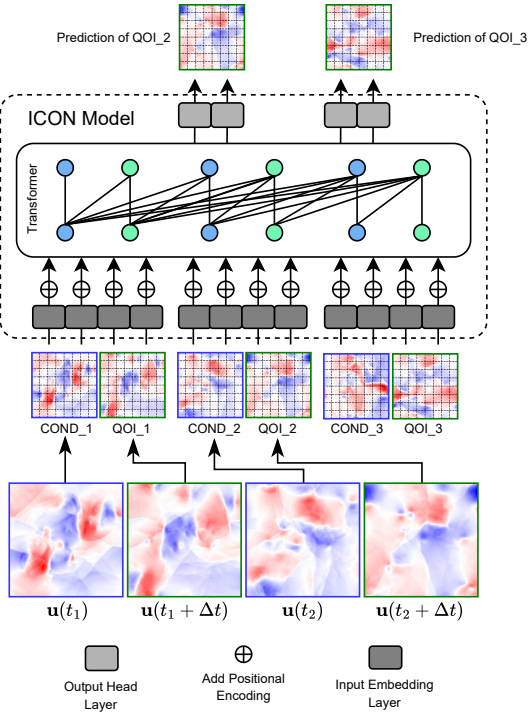 Prediction of QOI_2
Prediction of QOI_3
ICON Model
Transformer
COND_1
QOI_1
COND_2
QOI_2
COND_3
QOI_3
u(t₁)
u(t₁ + Δt)
u(t₂)
u(t₂ + Δt)
Output Head
Layer
Add Positional
Encoding
Input Embedding
Layer